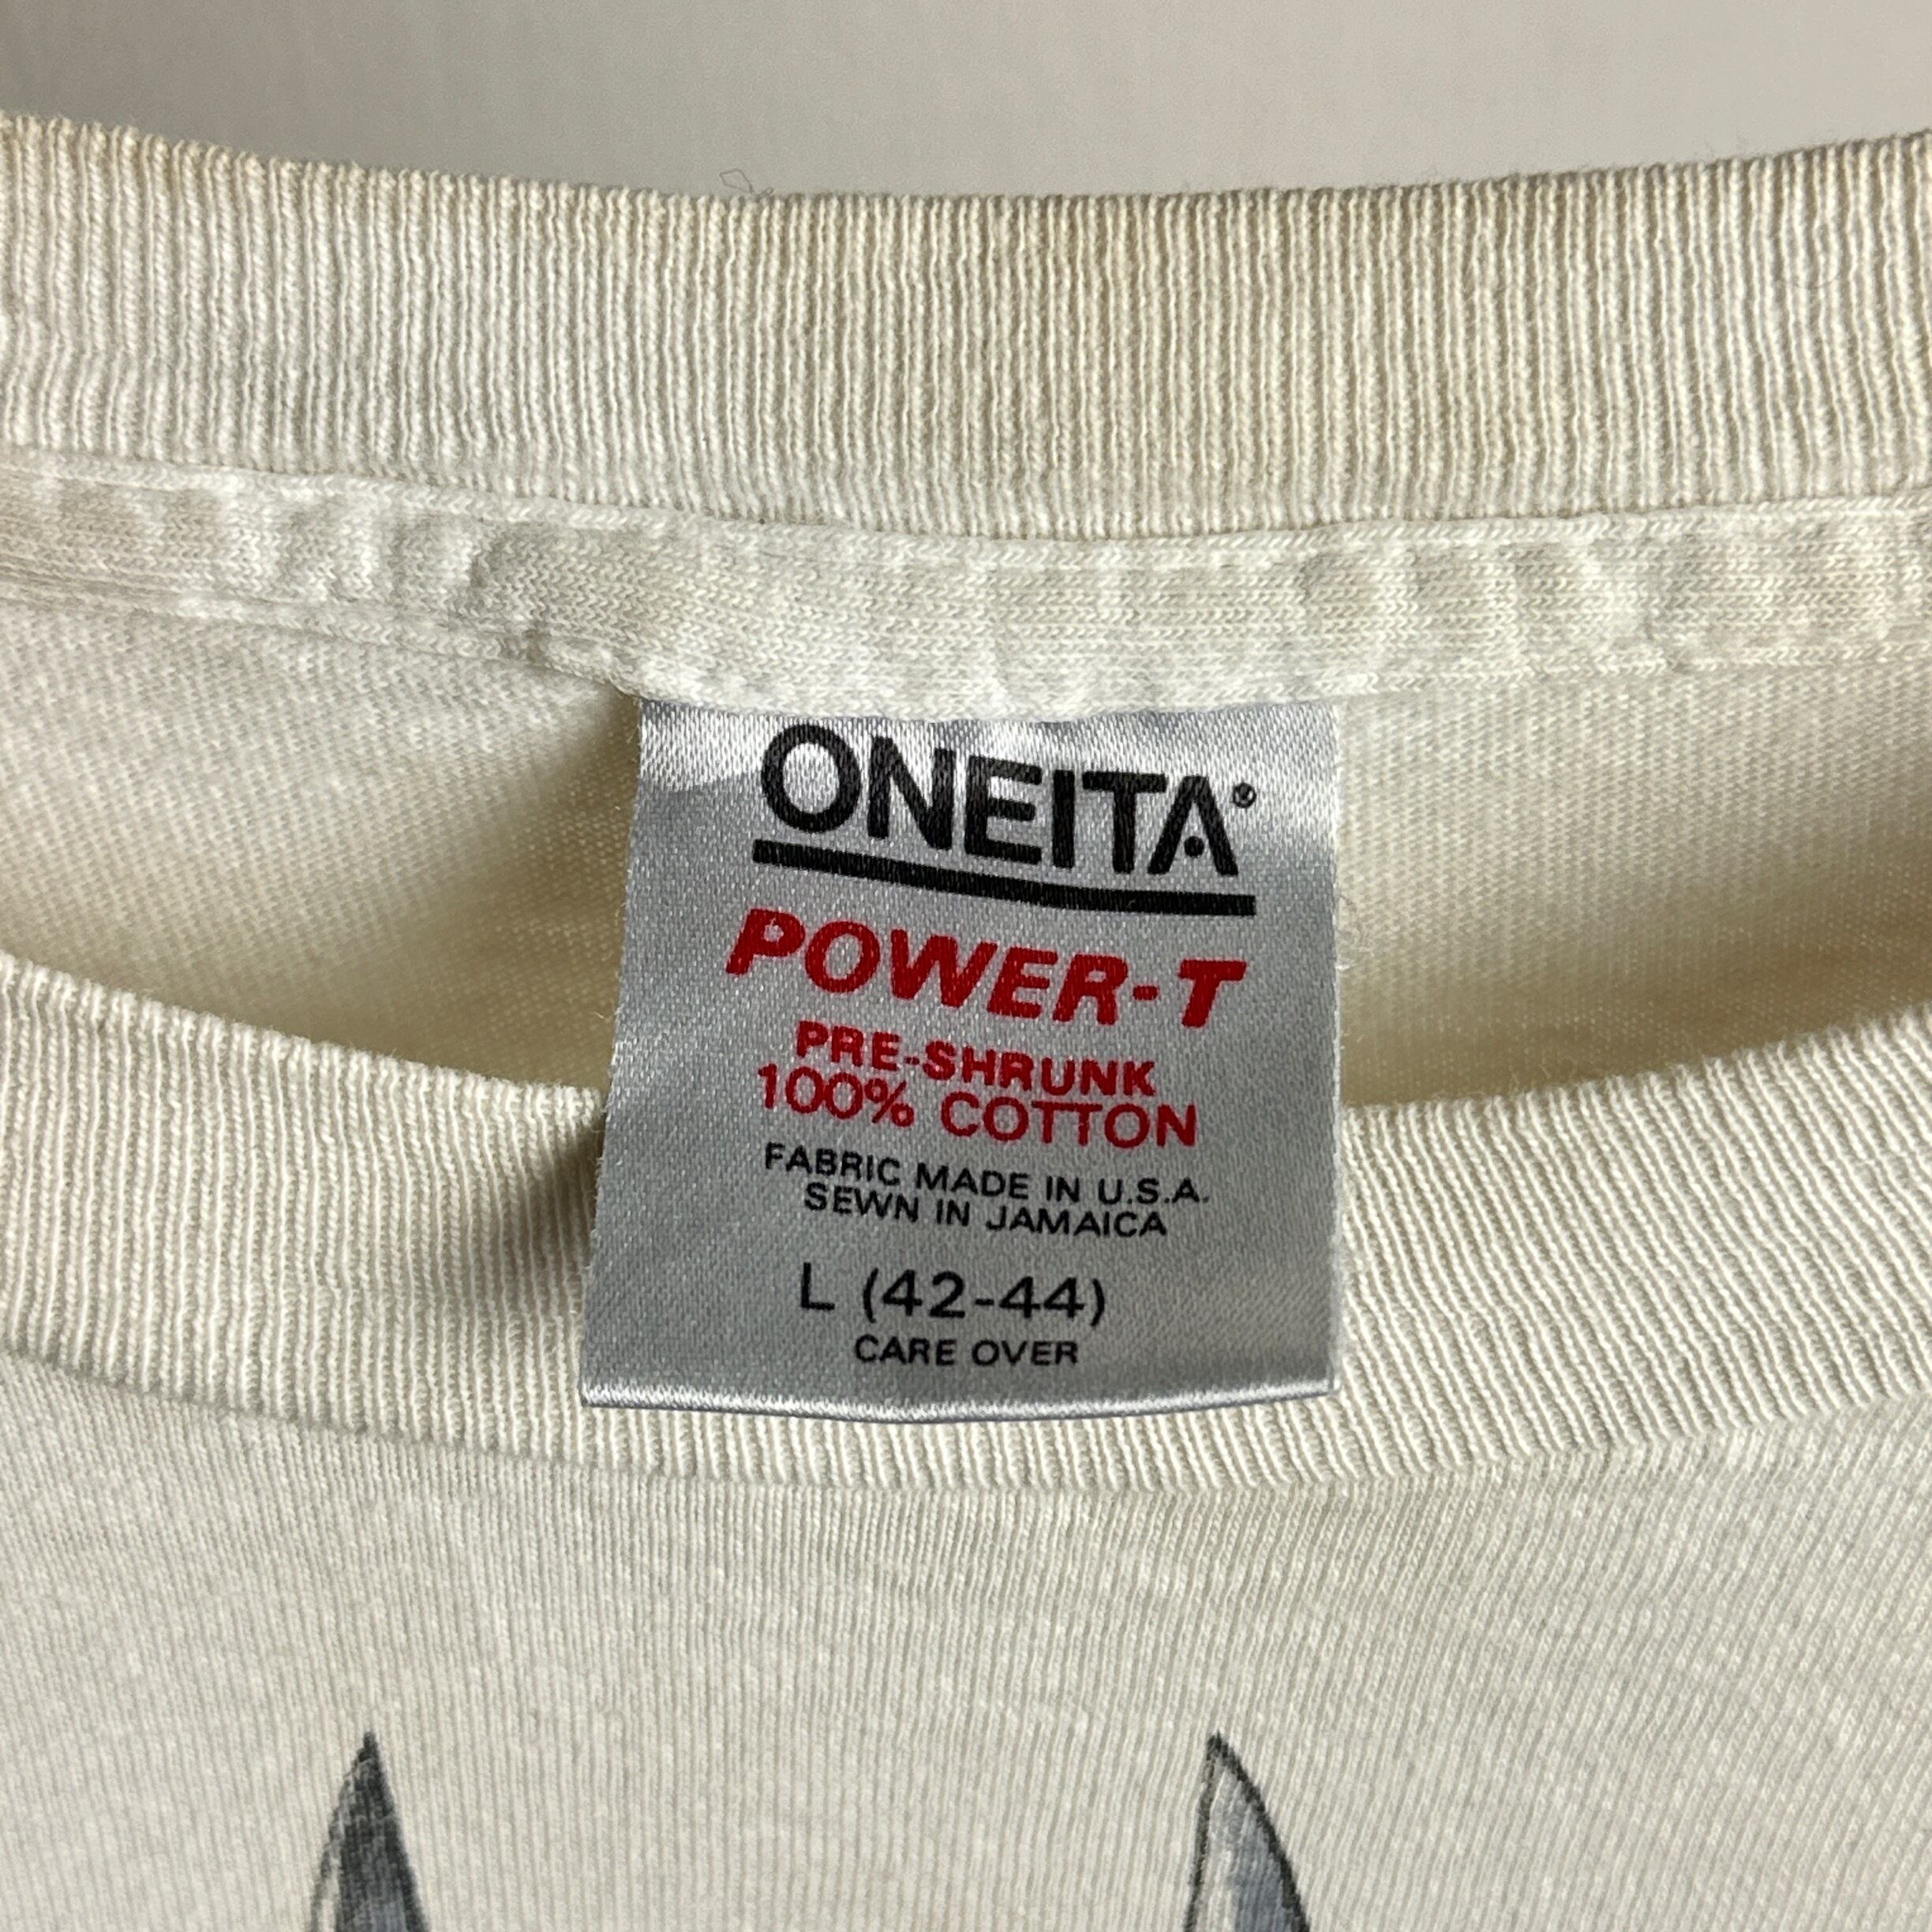 ONEITA®
POWER-T
PRE-SHRUNK
100% COTTON
FABRIC MADE IN U.S.A.
SEWN IN JAMAICA
L (42-44)
CARE OVER